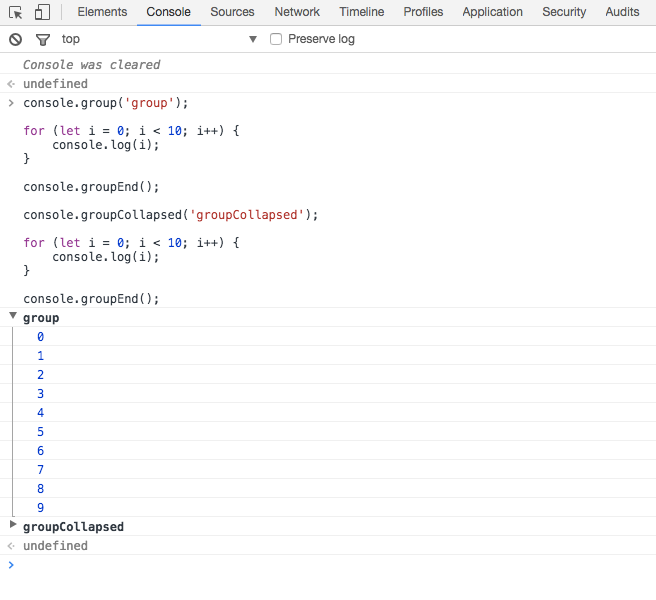 Elements Console Sources Network Timeline Profiles Application Security Audits
top Preserve log
Console was cleared
undefined
console.group('group');
for (let i = 0; i < 10; i++) {
    console.log(i);
}
console.groupEnd();
console.groupCollapsed('groupCollapsed');
for (let i = 0; i < 10; i++) {
    console.log(i);
}
console.groupEnd();
group
0
1
2
3
4
5
6
7
8
9
groupCollapsed
undefined